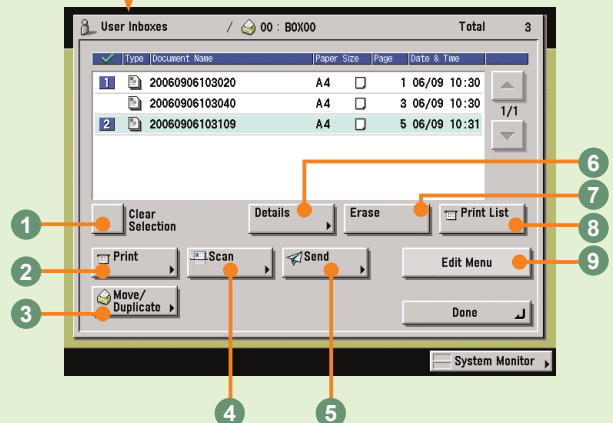 User Inboxes / 00 : BOX00 Total 3
Type Document Name Paper Size Page Date & Time
1 20060906103020 A4 1 06/09 10:30
20060906103040 A4 3 06/09 10:30
2 20060906103109 A4 5 06/09 10:31
1/1
6
7
1 Clear Selection Details Erase Print List 8
2 Print Scan Send Edit Menu 9
3 Move/ Duplicate Done
System Monitor
4 5